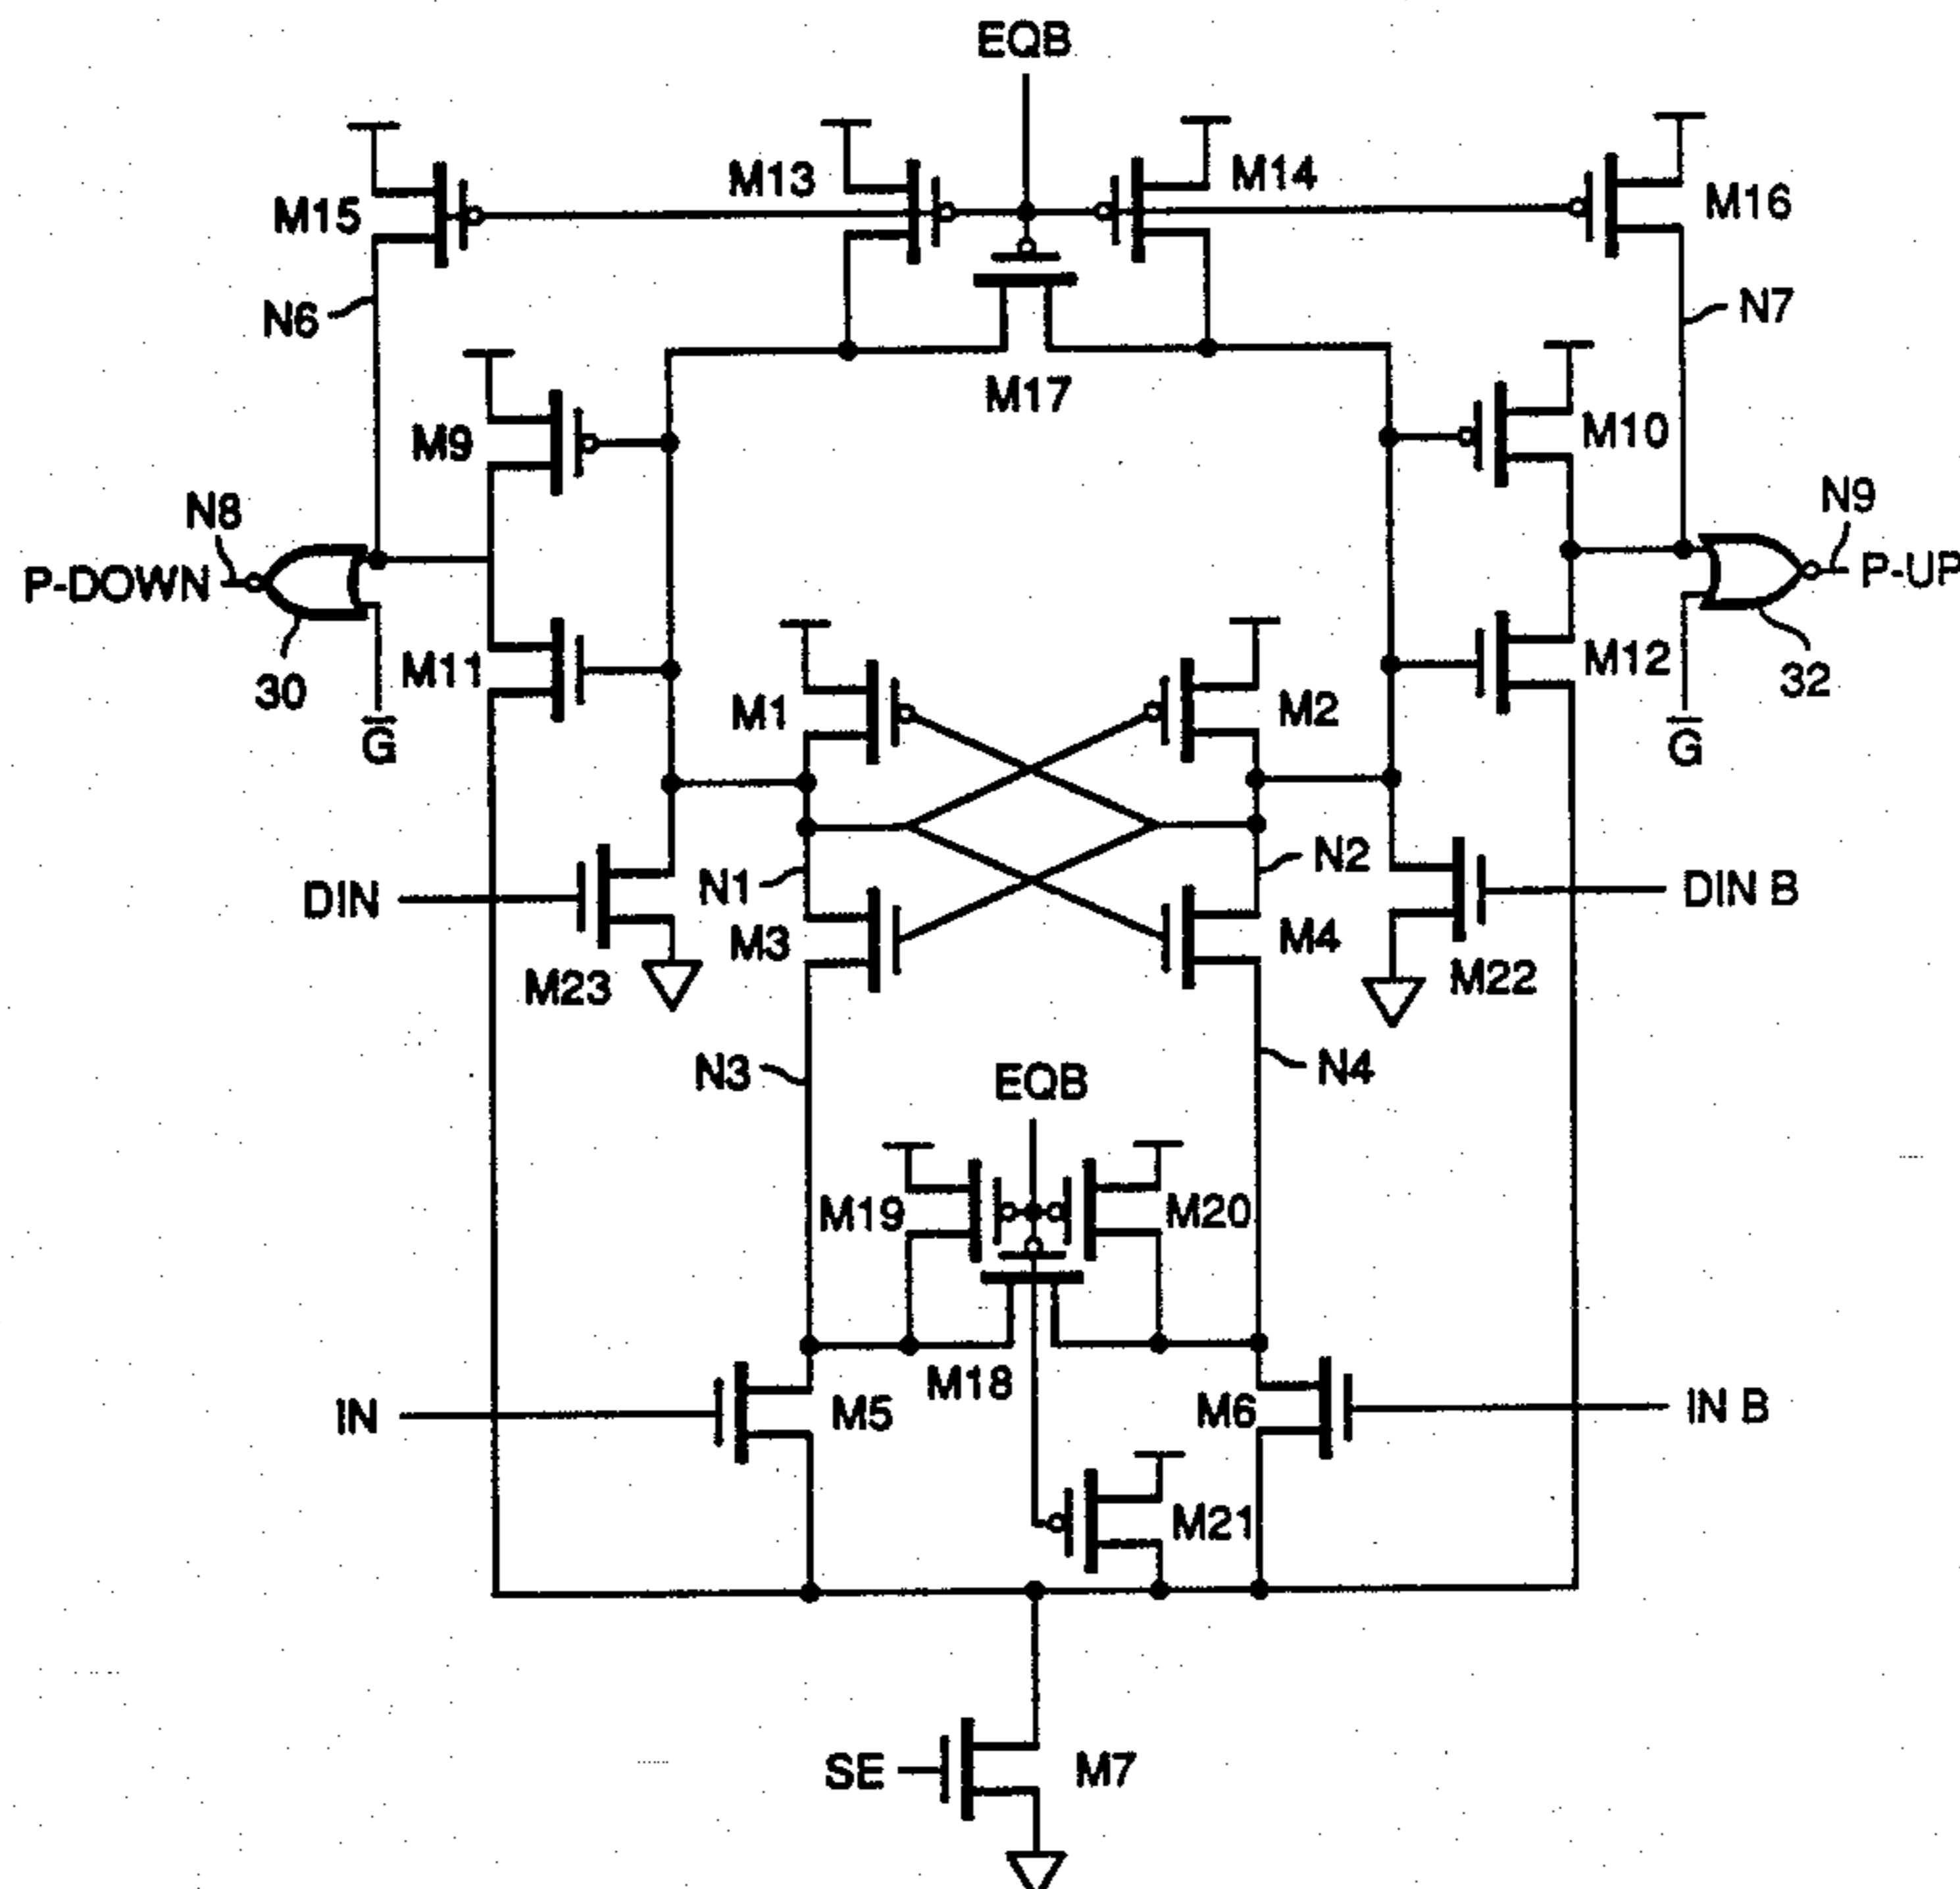 EQB
M15
M13
M14
M16
N6
N7
M17
M9
M10
N8
N9
P-DOWN
P-UP
30
M11
M1
M2
M12
32
G̅
G̅
DIN
N1
N2
DIN B
M3
M4
M23
M22
N3
EQB
N4
M19
M20
IN
M5
M18
M6
IN B
M21
SE
M7